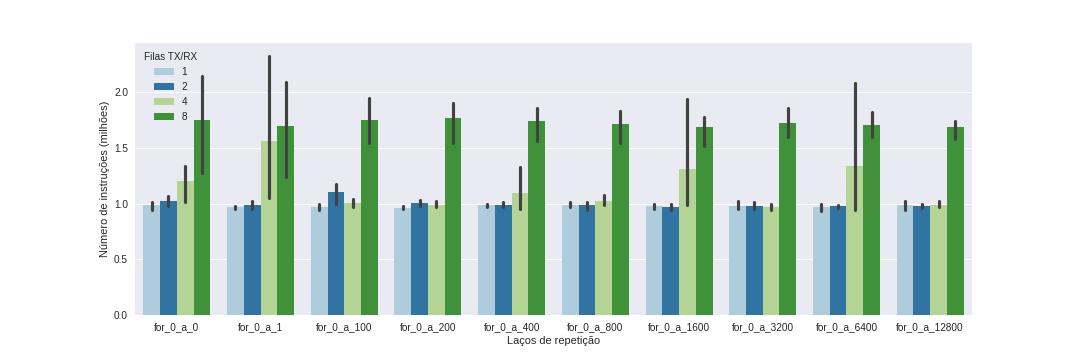 Filas TX/RX
1
2
4
8
Número de instruções (milhões)
2.0
1.5
1.0
0.5
0.0
for_0_a_0 for_0_a_1 for_0_a_100 for_0_a_200 for_0_a_400 for_0_a_800 for_0_a_1600 for_0_a_3200 for_0_a_6400 for_0_a_12800
Laços de repetição